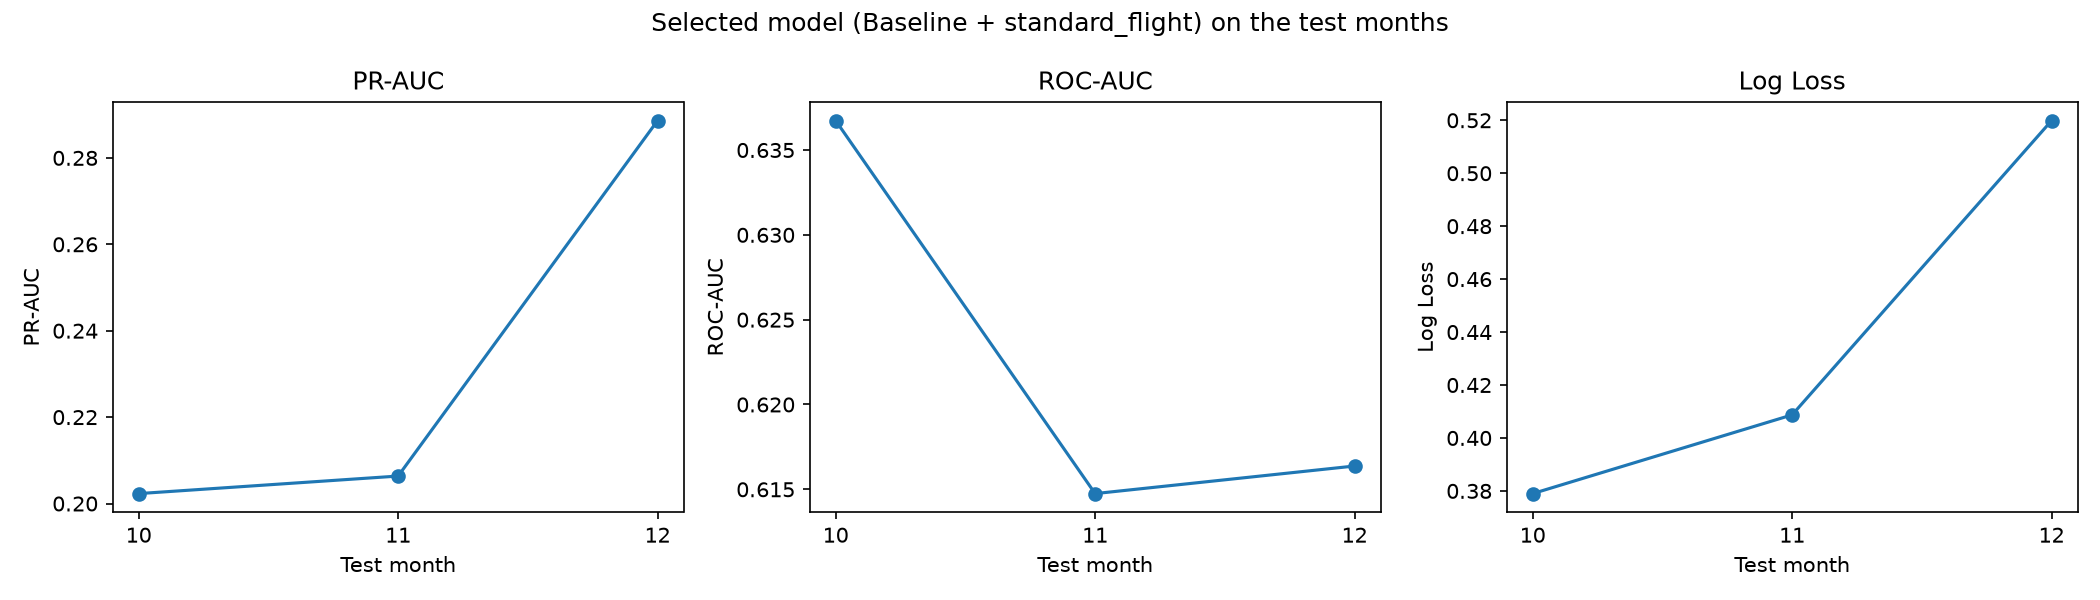 Selected model (Baseline + standard_flight) on the test months
PR-AUC
PR-AUC
0.28
0.26
0.24
0.22
0.20
10 11 12
Test month
ROC-AUC
ROC-AUC
0.635
0.630
0.625
0.620
0.615
10 11 12
Test month
Log Loss
Log Loss
0.52
0.50
0.48
0.46
0.44
0.42
0.40
0.38
10 11 12
Test month